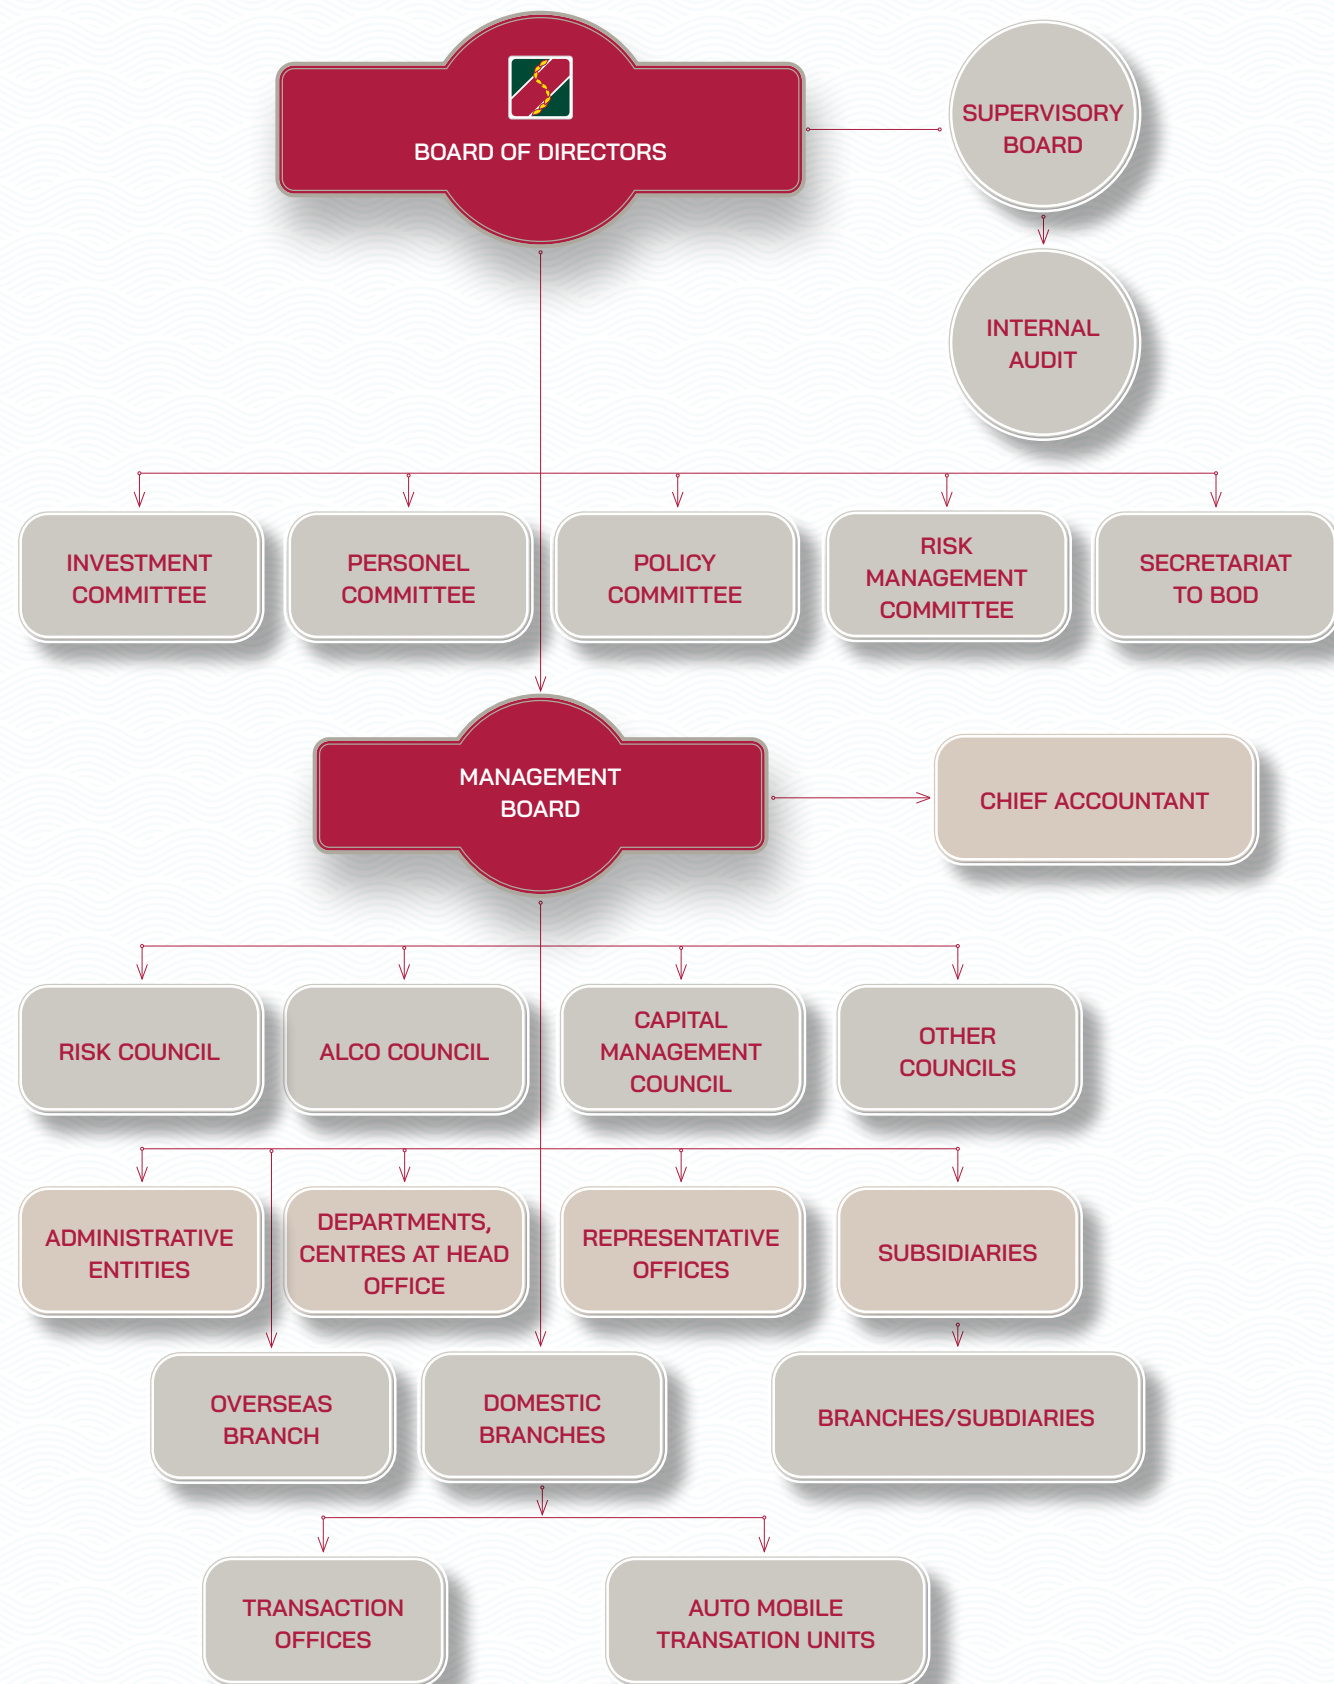 BOARD OF DIRECTORS
SUPERVISORY
BOARD
INTERNAL
AUDIT
INVESTMENT
COMMITTEE
PERSONEL
COMMITTEE
POLICY
COMMITTEE
RISK
MANAGEMENT
COMMITTEE
SECRETARIAT
TO BOD
MANAGEMENT
BOARD
CHIEF ACCOUNTANT
RISK COUNCIL
ALCO COUNCIL
CAPITAL
MANAGEMENT
COUNCIL
OTHER
COUNCILS
ADMINISTRATIVE
ENTITIES
DEPARTMENTS,
CENTRES AT HEAD
OFFICE
REPRESENTATIVE
OFFICES
SUBSIDIARIES
OVERSEAS
BRANCH
DOMESTIC
BRANCHES
BRANCHES/SUBDIARIES
TRANSACTION
OFFICES
AUTO MOBILE
TRANSATION UNITS